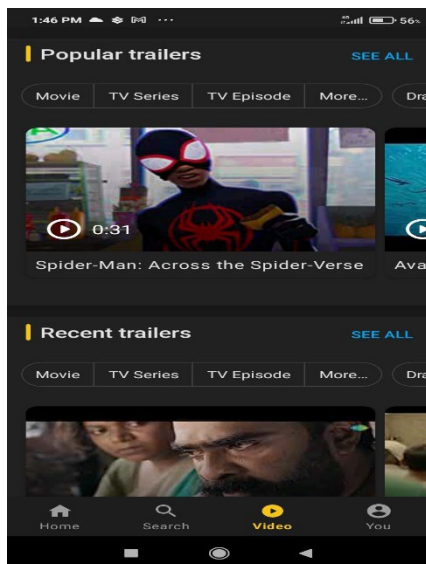 1:46 PM ... 56%
Popular trailers SEE ALL
Movie TV Series TV Episode More... Dra
0:31
Spider-Man: Across the Spider-Verse Ava
Recent trailers SEE ALL
Movie TV Series TV Episode More... Dra
Home Search Video You